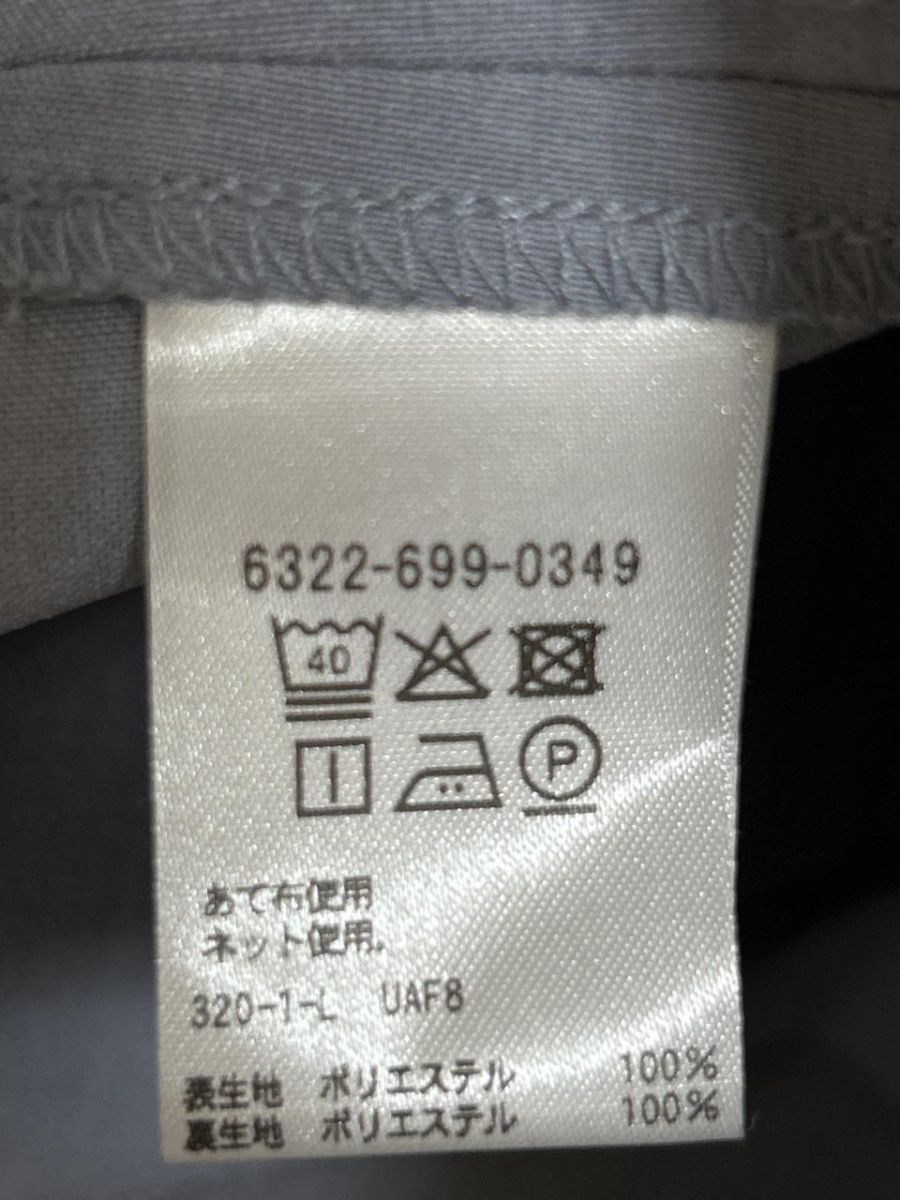 6322-699-0349
40
P
あて布使用
ネット使用.
320-1-L UAF8
表生地 ポリエステル 100%
裏生地 ポリエステル 100%